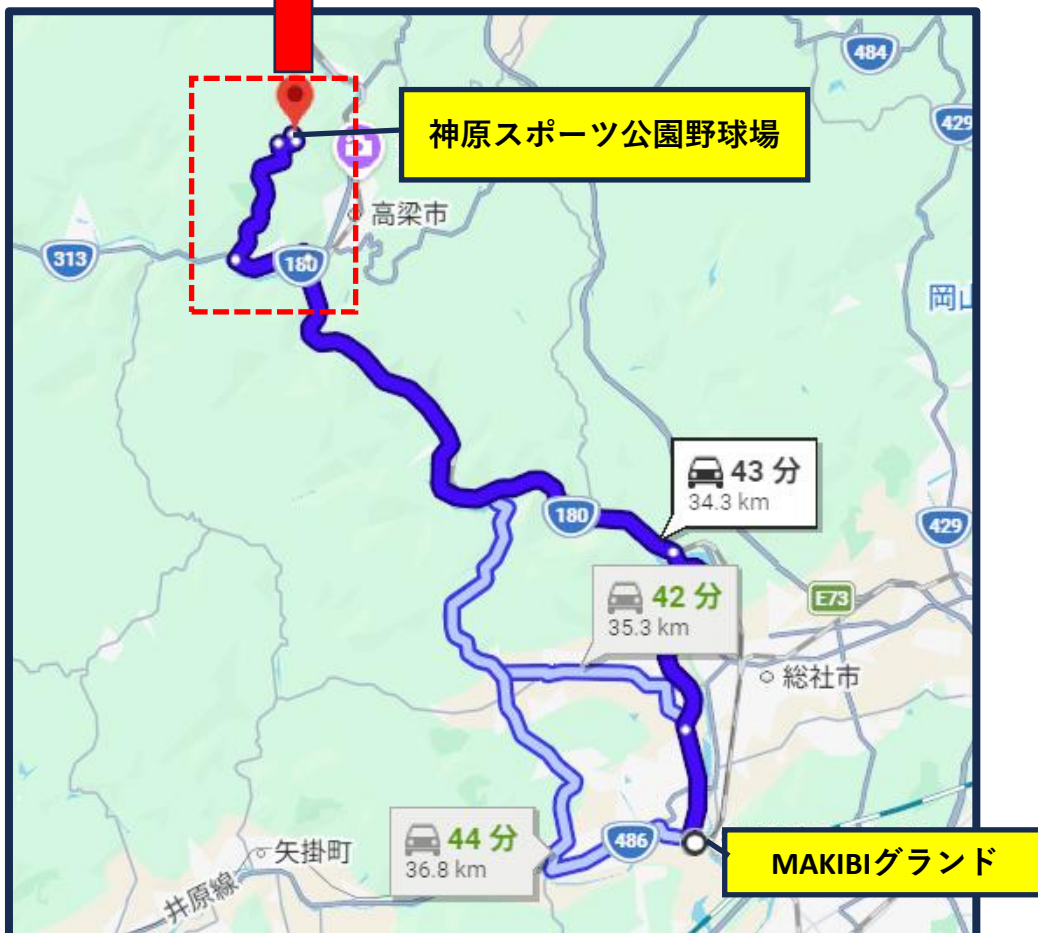 484
429
神原スポーツ公園野球場
高梁市
313
180
岡山
43 分
34.3 km
180
429
42 分
35.3 km
E73
総社市
44 分
36.8 km
486
矢掛町
井原線
MAKIBIグランド